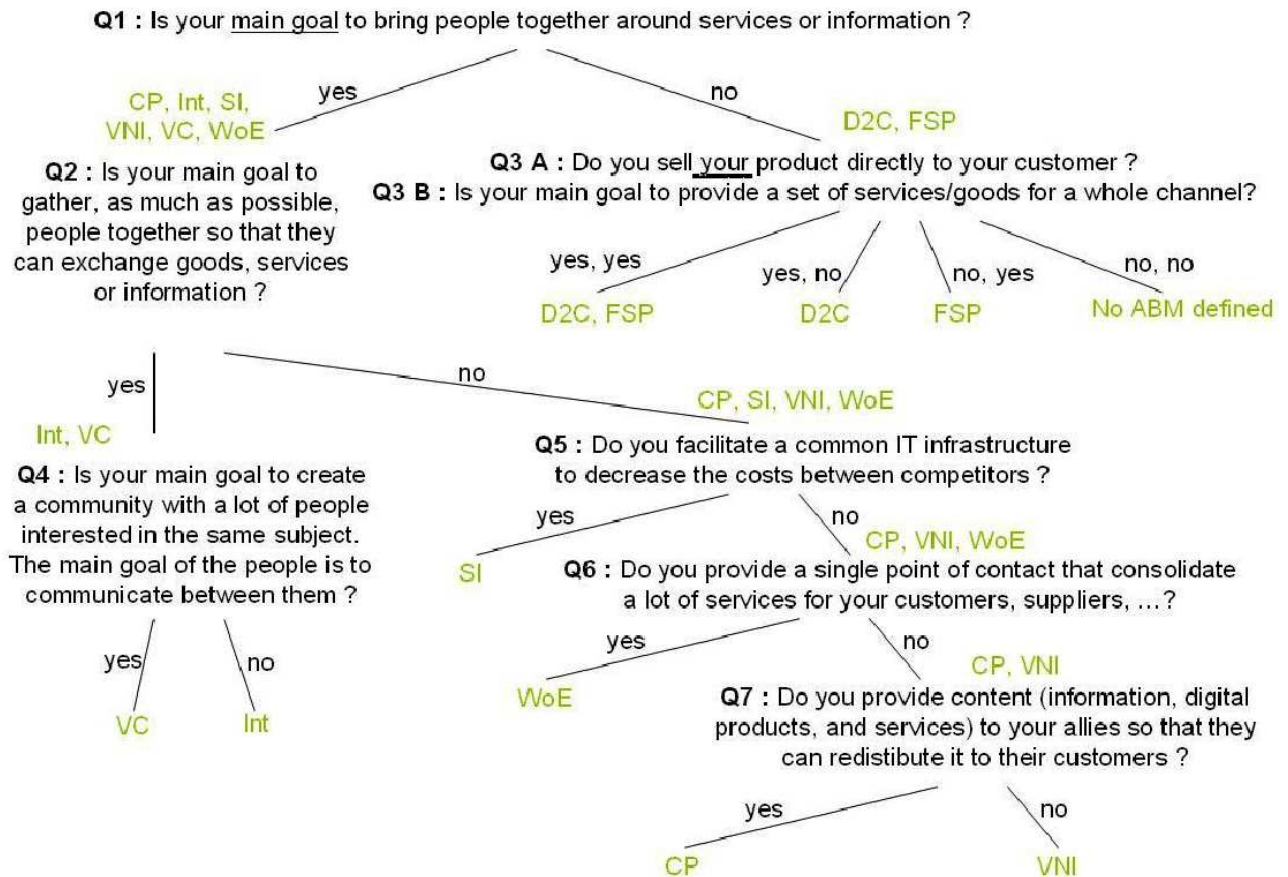 Q1 : Is your main goal to bring people together around services or information ?
yes
no
CP, Int, SI,
VNI, VC, WoE
D2C, FSP
Q2 : Is your main goal to
gather, as much as possible,
people together so that they
can exchange goods, services
or information ?
Q3 A : Do you sell your product directly to your customer ?
Q3 B : Is your main goal to provide a set of services/goods for a whole channel?
yes, yes
yes, no
no, yes
no, no
D2C, FSP
D2C
FSP
No ABM defined
yes
no
Int, VC
CP, SI, VNI, WoE
Q4 : Is your main goal to create
a community with a lot of people
interested in the same subject.
The main goal of the people is to
communicate between them ?
Q5 : Do you facilitate a common IT infrastructure
to decrease the costs between competitors ?
yes
no
SI
CP, VNI, WoE
Q6 : Do you provide a single point of contact that consolidate
a lot of services for your customers, suppliers, ...?
yes
no
VC
Int
yes
no
WoE
CP, VNI
Q7 : Do you provide content (information, digital
products, and services) to your allies so that they
can redistibute it to their customers ?
yes
no
CP
VNI